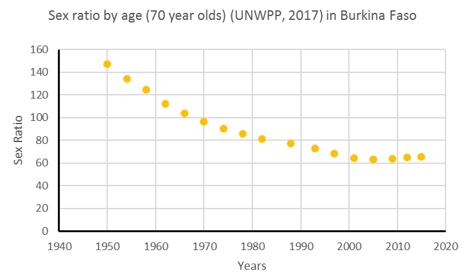 Sex ratio by age (70 year olds) (UNWPP, 2017) in Burkina Faso
160
140
120
100
80
60
40
20
0
Sex Ratio
1940 1950 1960 1970 1980 1990 2000 2010 2020
Years